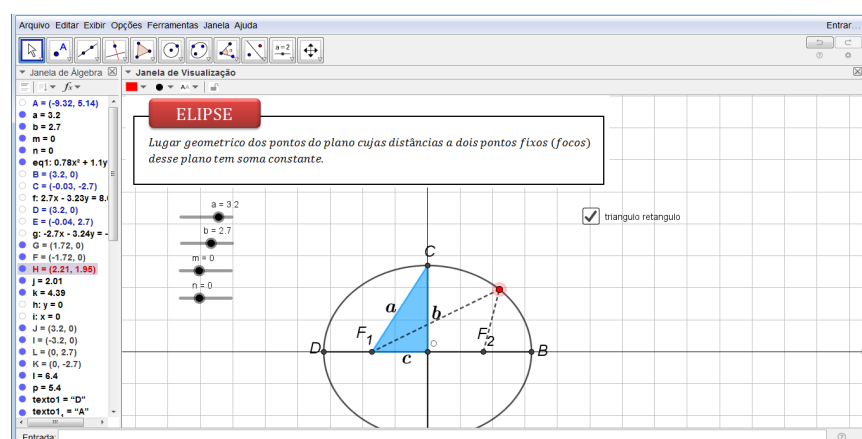 Arquivo Editar Exibir Opções Ferramentas Janela Ajuda
Entrar...
a=2
Janela de Álgebra
Janela de Visualização
A = (-9.32, 5.14)
a = 3.2
b = 2.7
m = 0
n = 0
eq1: 0.78x² + 1.1y
B = (3.2, 0)
C = (-0.03, -2.7)
f: 2.7x - 3.23y = 8.
D = (3.2, 0)
E = (-0.04, 2.7)
g: -2.7x - 3.24y = -
G = (1.72, 0)
F = (-1.72, 0)
H = (2.21, 1.95)
j = 2.01
k = 4.39
h: y = 0
i: x = 0
J = (3.2, 0)
I = (-3.2, 0)
L = (0, 2.7)
K = (0, -2.7)
l = 6.4
p = 5.4
texto1 = “D”
texto1, = “A”
ELIPSE
Lugar geometrico dos pontos do plano cujas distâncias a dois pontos fixos (focos)
desse plano tem soma constante.
a = 3.2
b = 2.7
m = 0
n = 0
triangulo retangulo
C
a
b
F1
F2
O
D
B
c
Entrada: